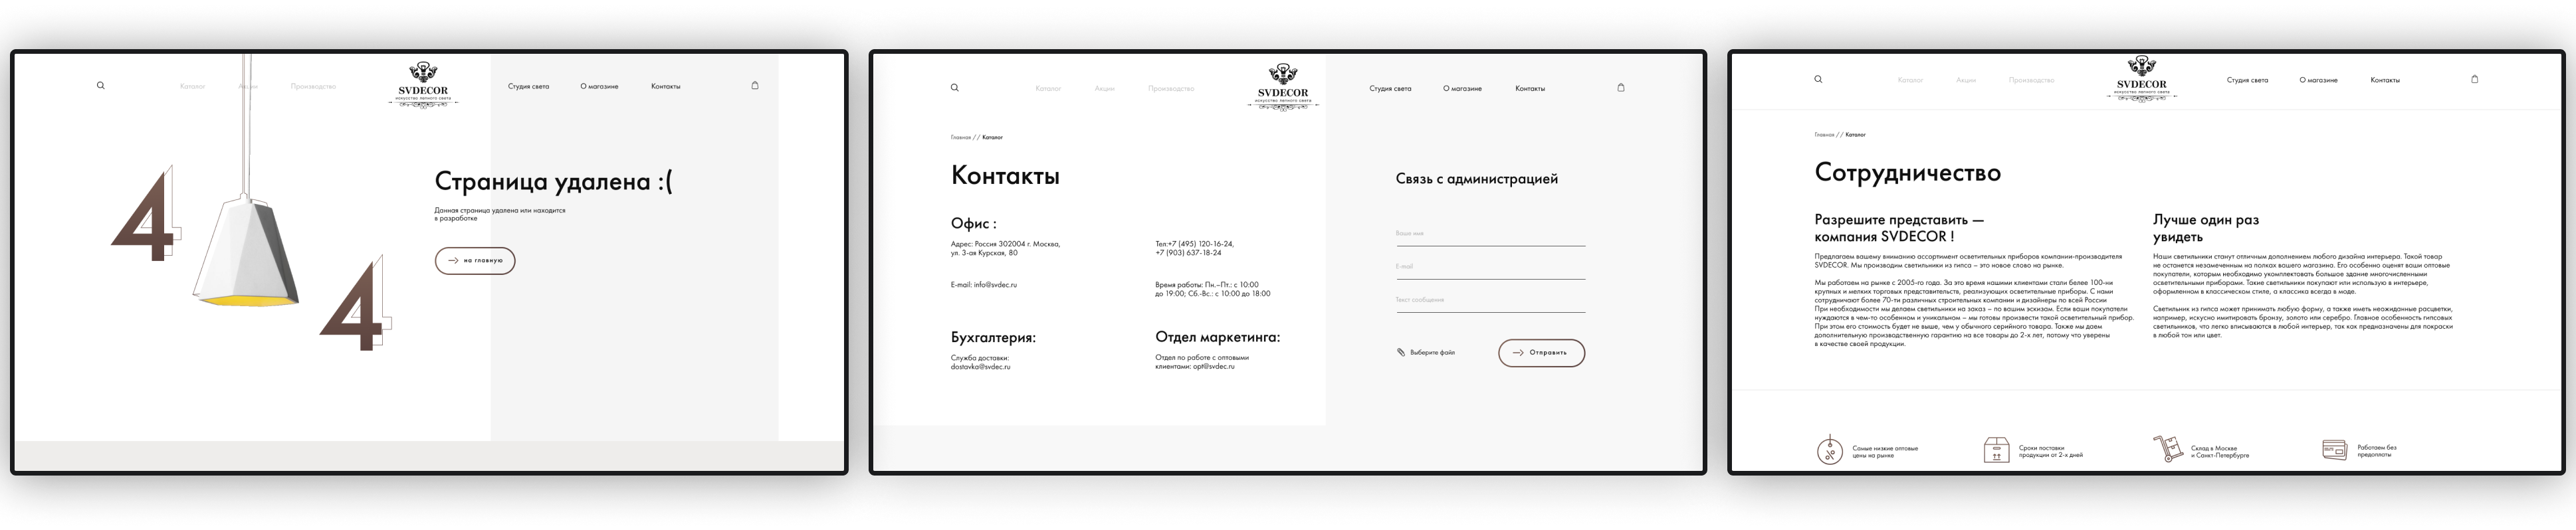 Каталог
Акции
Производство
SVDECOR
искусство лепного света
Студия света
О магазине
Контакты
4
4
Страница удалена :(
Данная страница удалена или находится
в разработке
на главную
Каталог
Акции
Производство
SVDECOR
искусство лепного света
Студия света
О магазине
Контакты
Главная // Каталог
Контакты
Офис :
Адрес: Россия 302004 г. Москва,
ул. 3-ая Курская, 80
Тел:+7 (495) 120-16-24,
+7 (903) 637-18-24
E-mail: info@svdec.ru
Время работы: Пн.–Пт.: с 10:00
до 19:00; Сб.-Вс.: с 10:00 до 18:00
Бухгалтерия:
Служба доставки:
dostavka@svdec.ru
Отдел маркетинга:
Отдел по работе с оптовыми
клиентами: opt@svdec.ru
Связь с администрацией
Ваше имя
E-mail
Текст сообщения
Выберите файл
Отправить
Каталог
Акции
Производство
SVDECOR
искусство лепного света
Студия света
О магазине
Контакты
Главная // Каталог
Сотрудничество
Разрешите представить —
компания SVDECOR !
Предлагаем вашему вниманию ассортимент осветительных приборов компании-производителя
SVDECOR. Мы производим светильники из гипса – это новое слово на рынке.
Мы работаем на рынке с 2005-го года. За это время нашими клиентами стали более 100-ни
крупных и мелких торговых представительств, реализующих осветительные приборы. С нами
сотрудничают более 70-ти различных строительных компании и дизайнеры по всей России
При необходимости мы делаем светильники на заказ – по вашим эскизам. Если ваши покупатели
нуждаются в чем-то особенном и уникальном – мы готовы произвести такой осветительный прибор.
При этом его стоимость будет не выше, чем у обычного серийного товара. Также мы даем
дополнительную производственную гарантию на все товары до 2-х лет, потому что уверены
в качестве своей продукции.
Лучше один раз
увидеть
Наши светильники станут отличным дополнением любого дизайна интерьера. Такой товар
не останется незамеченным на полках вашего магазина. Его особенно оценят ваши оптовые
покупатели, которым необходимо укомплектовать большое здание многочисленными
осветительными приборами. Такие светильники покупают или использую в интерьере,
оформленном в классическом стиле, а классика всегда в моде.
Светильник из гипса может принимать любую форму, а также иметь неожиданные расцветки,
например, искусно имитировать бронзу, золото или серебро. Главное особенность гипсовых
светильников, что легко вписываются в любой интерьер, так как предназначены для покраски
в любой тон или цвет.
Самые низкие оптовые
цены на рынке
Сроки поставки
продукции от 2-х дней
Склад в Москве
и Санкт-Петербурге
Работаем без
предоплаты